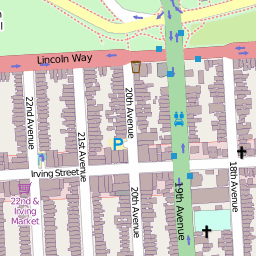 Lincoln Way
22nd Avenue
21st Avenue
20th Avenue
18th Avenue
P
Irving Street
22nd &
Irving
Market
20th Avenue
19th Avenue